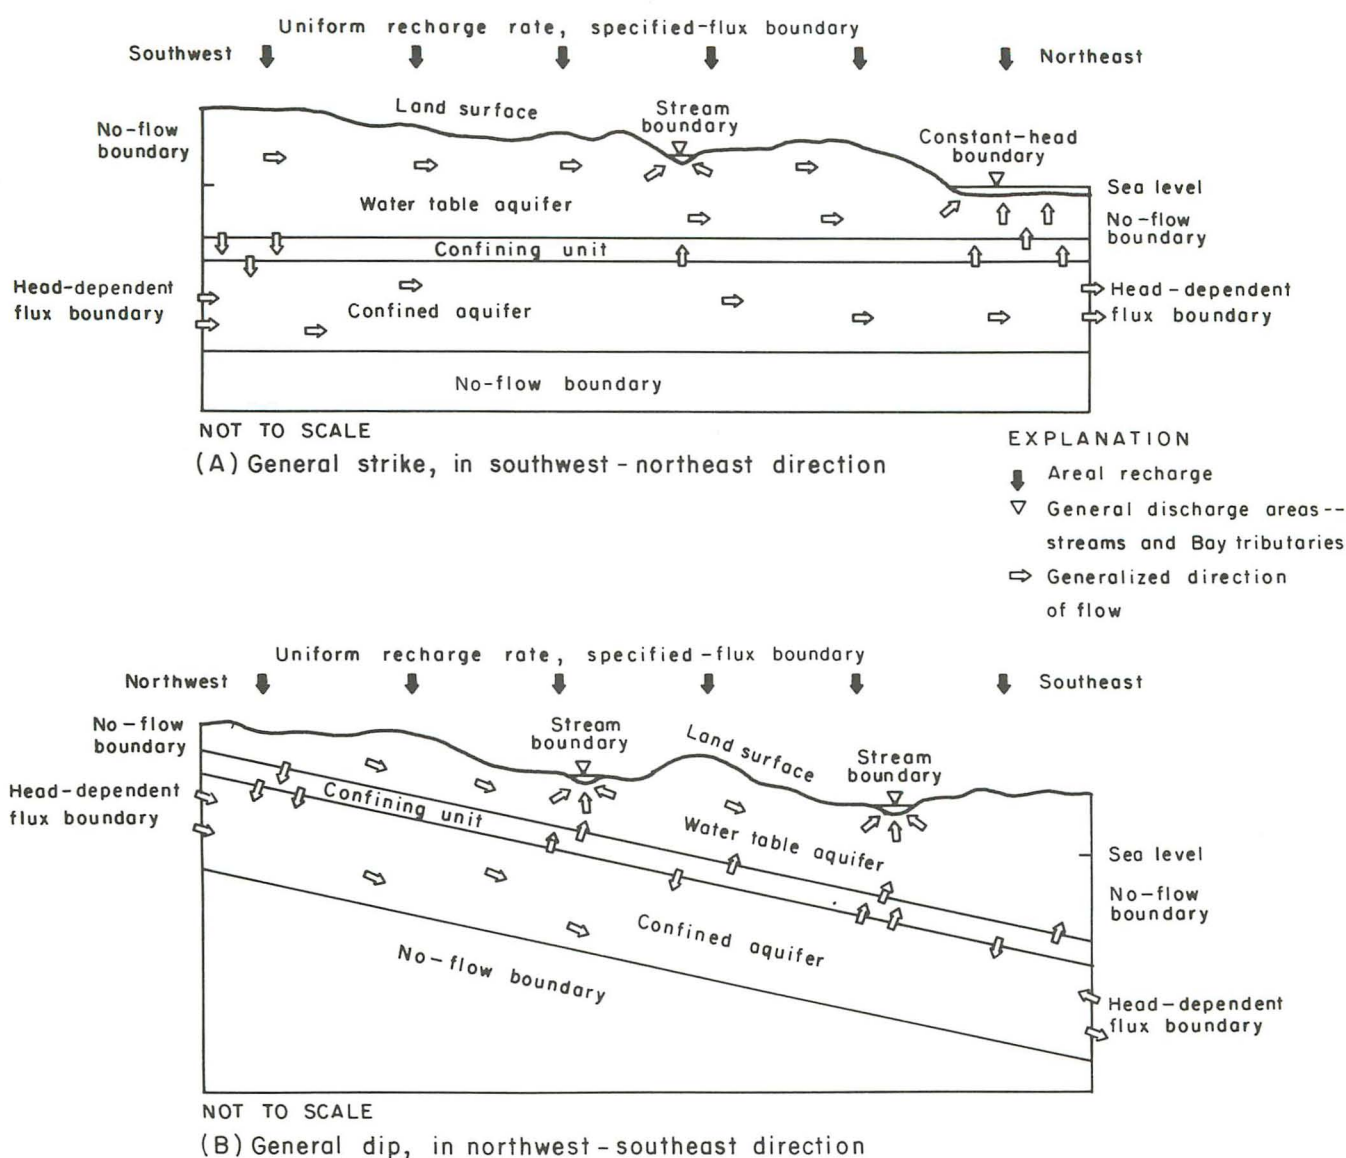 Uniform recharge rate, specified-flux boundary
Southwest
Northeast
Land surface
Stream
boundary
No-flow
boundary
Constant-head
boundary
Sea level
Water table aquifer
No-flow
boundary
Confining unit
Head-dependent
flux boundary
Confined aquifer
Head-dependent
flux boundary
No-flow boundary
NOT TO SCALE
(A) General strike, in southwest-northeast direction
EXPLANATION
Areal recharge
General discharge areas--
streams and Bay tributaries
Generalized direction
of flow
Uniform recharge rate, specified-flux boundary
Northwest
Southeast
No-flow
boundary
Stream
boundary
Land surface
Stream
boundary
Head-dependent
flux boundary
Confining unit
Water table aquifer
Sea level
No-flow
boundary
Confined aquifer
No-flow boundary
Head-dependent
flux boundary
NOT TO SCALE
(B) General dip, in northwest-southeast direction